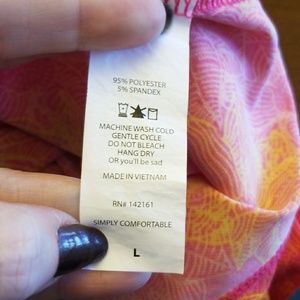 95% POLYESTER
5% SPANDEX
MACHINE WASH COLD
GENTLE CYCLE
DO NOT BLEACH
HANG DRY
OR you'll be sad
MADE IN VIETNAM
RN# 142161
SIMPLY COMFORTABLE
L